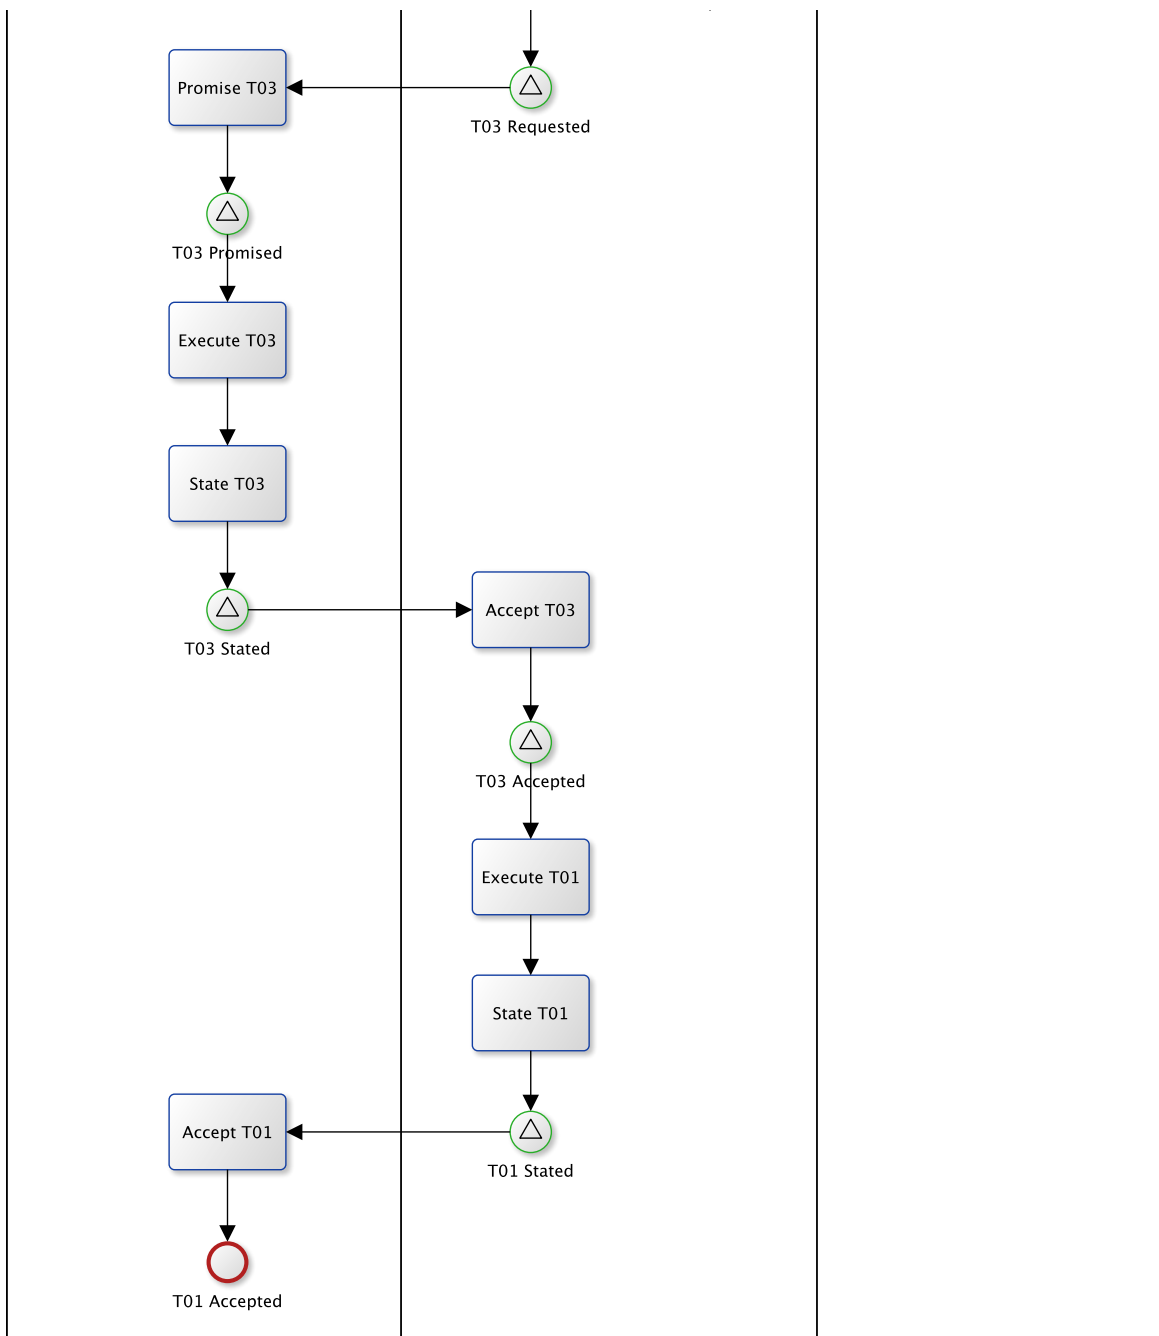 Promise T03
T03 Requested
T03 Promised
Execute T03
State T03
T03 Stated
Accept T03
T03 Accepted
Execute T01
State T01
T01 Stated
Accept T01
T01 Accepted